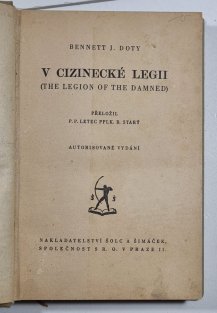 BENNETT J. DOTY
V CIZINECKÉ LEGII
(THE LEGION OF THE DAMNED)
PŘELOŽIL
P. P. LETEC PPLK. R. START
AUTORISOVANÉ VYDÁNÍ
NAKLADATELSTVÍ ŠOLC A ŠIMÁČEK,
SPOLEČNOST S R. O. V PRAZE II.